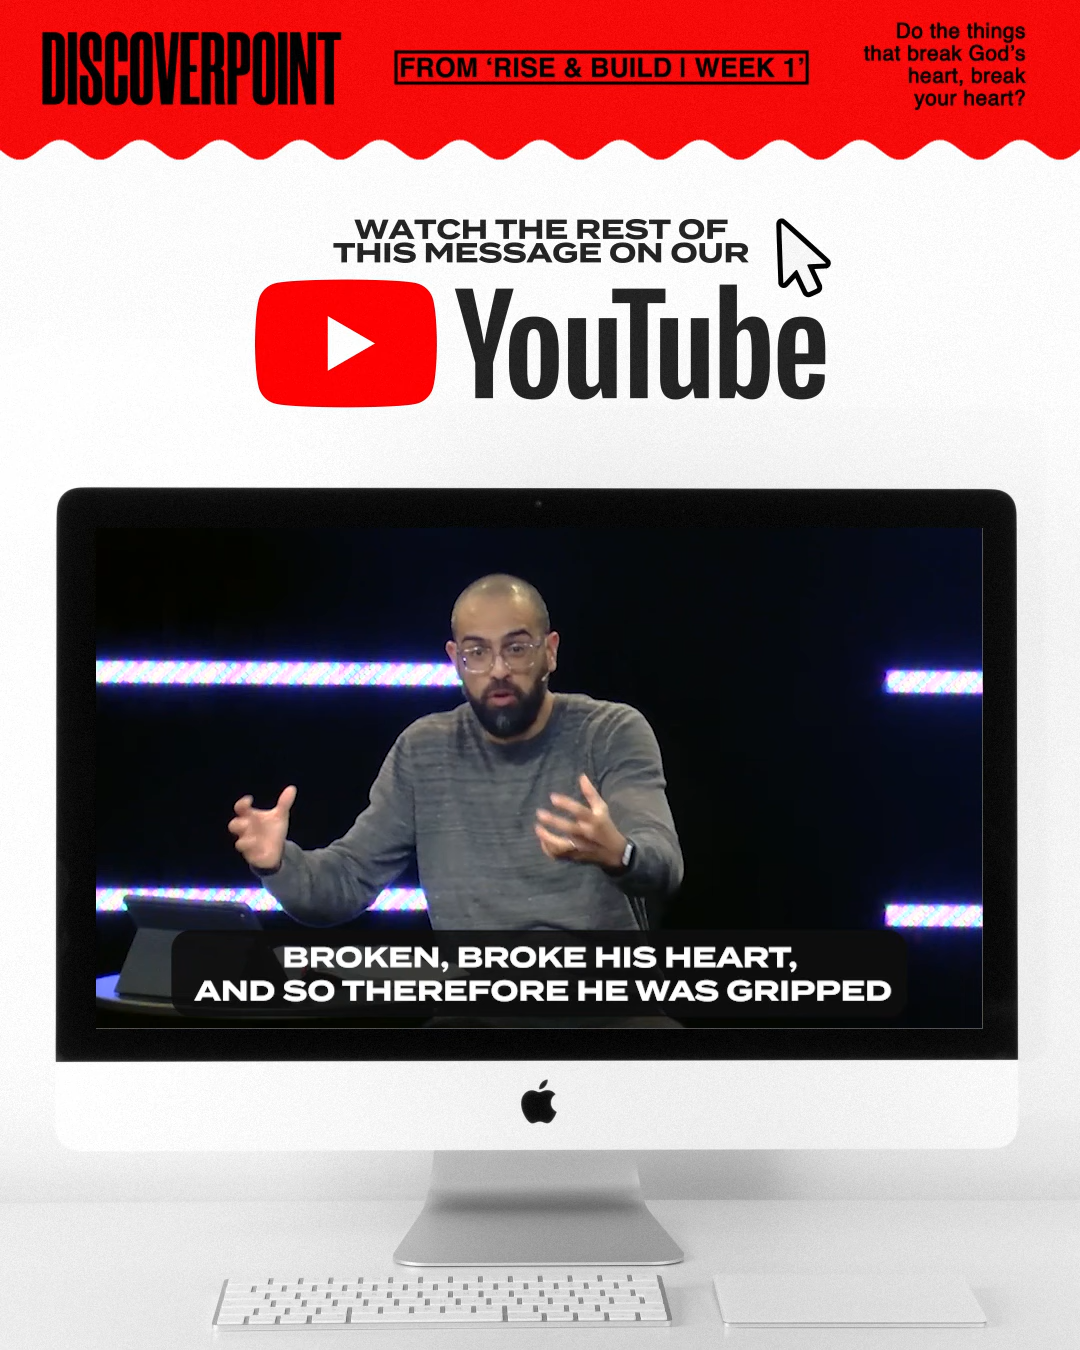 DISCOVERPOINT
FROM ‘RISE & BUILD | WEEK 1’
Do the things
that break God’s
heart, break
your heart?
WATCH THE REST OF
THIS MESSAGE ON OUR
YouTube
BROKEN, BROKE HIS HEART,
AND SO THEREFORE HE WAS GRIPPED